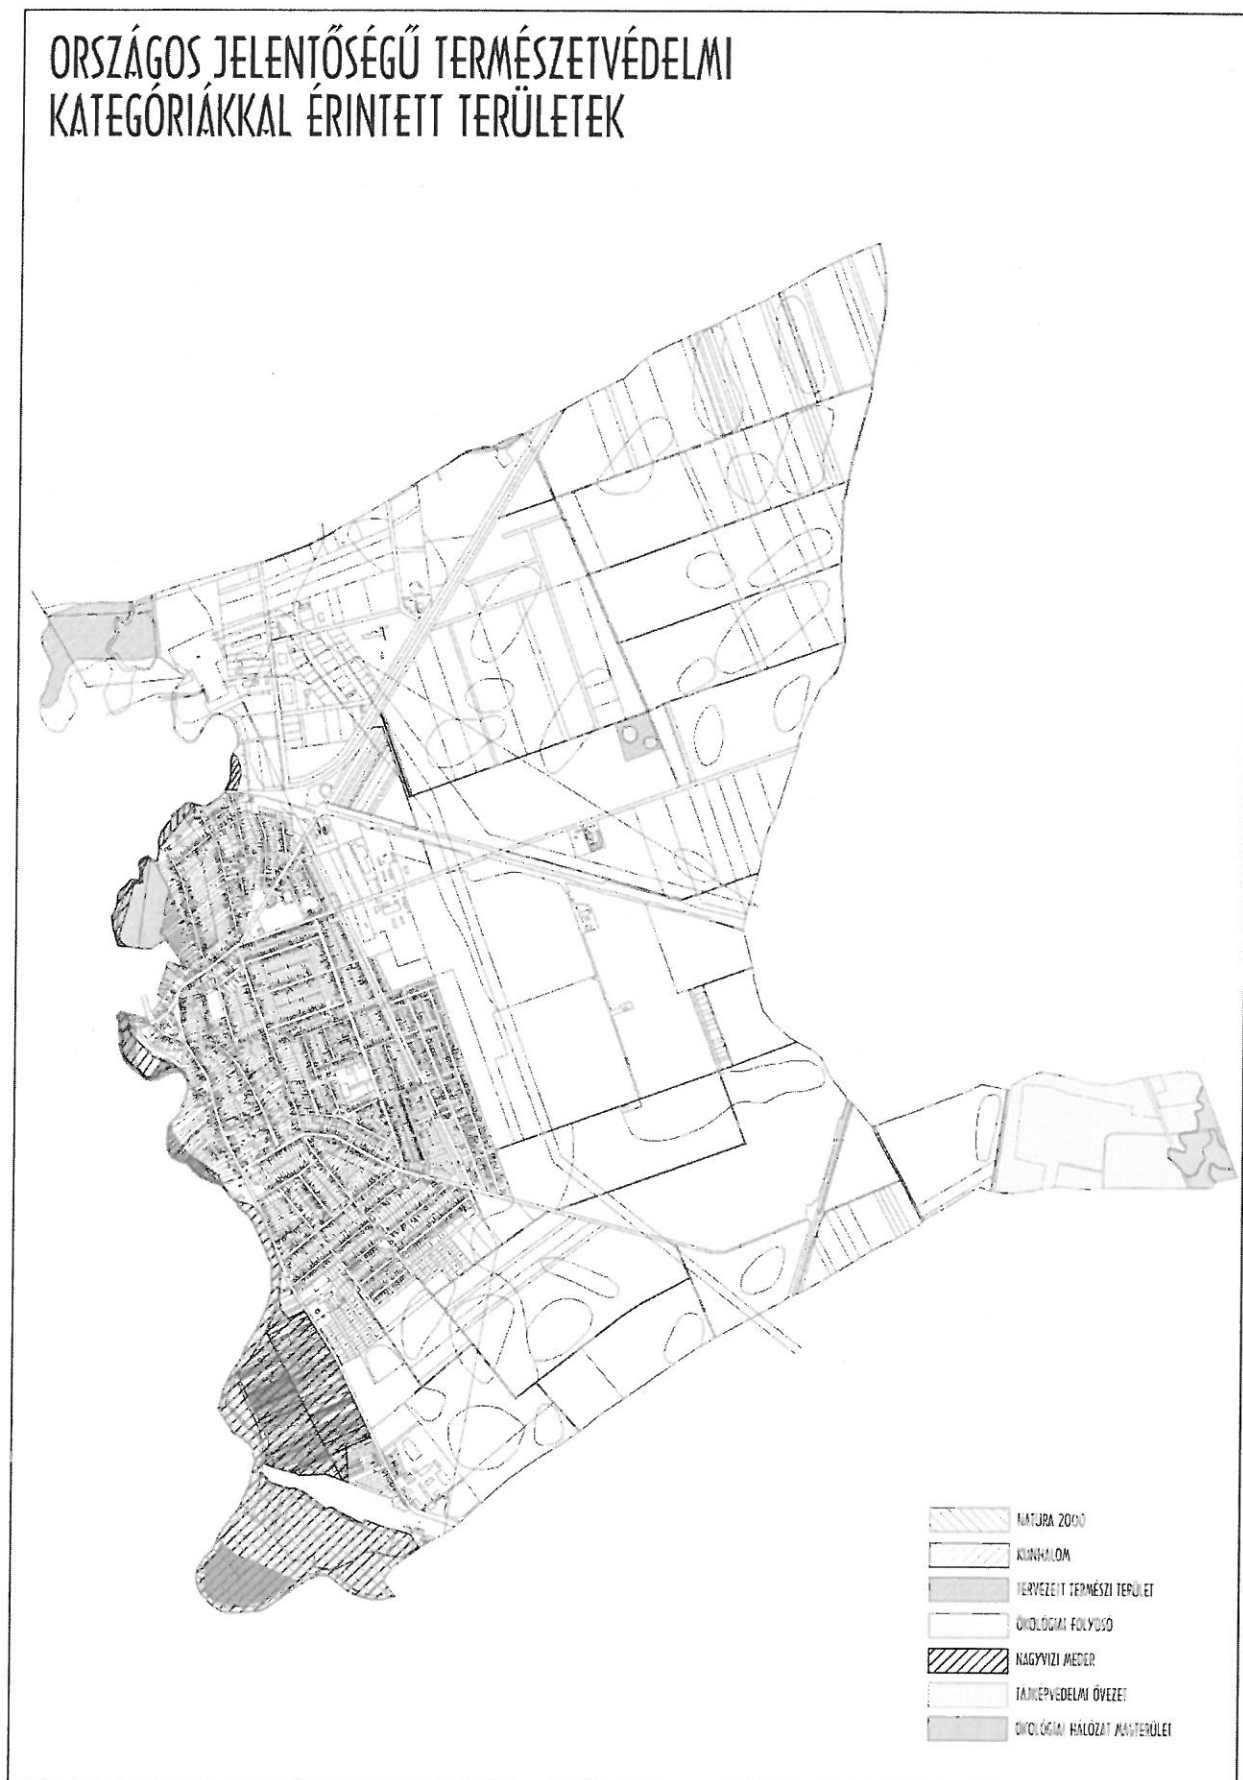 ORSZÁGOS JELENTŐSÉGŰ TERMÉSZETVÉDELMI
KATEGÓRIÁKKAL ÉRINTETT TERÜLETEK
NATURA 2000
KUNHALOM
TERVEZETT TERMÉSZI TERÜLET
ÖKOLÓGIAI FOLYOSÓ
NAGYVIZI MEDER
TÁJKÉPVÉDELMI ÖVEZET
ÖKOLÓGIAI HÁLÓZAT MAGTERÜLET